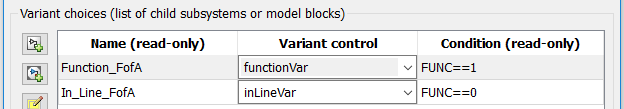 Variant choices (list of child subsystems or model blocks)
Name (read-only) Variant control Condition (read-only)
Function_FofA functionVar FUNC==1
In_Line_FofA inLineVar FUNC==0